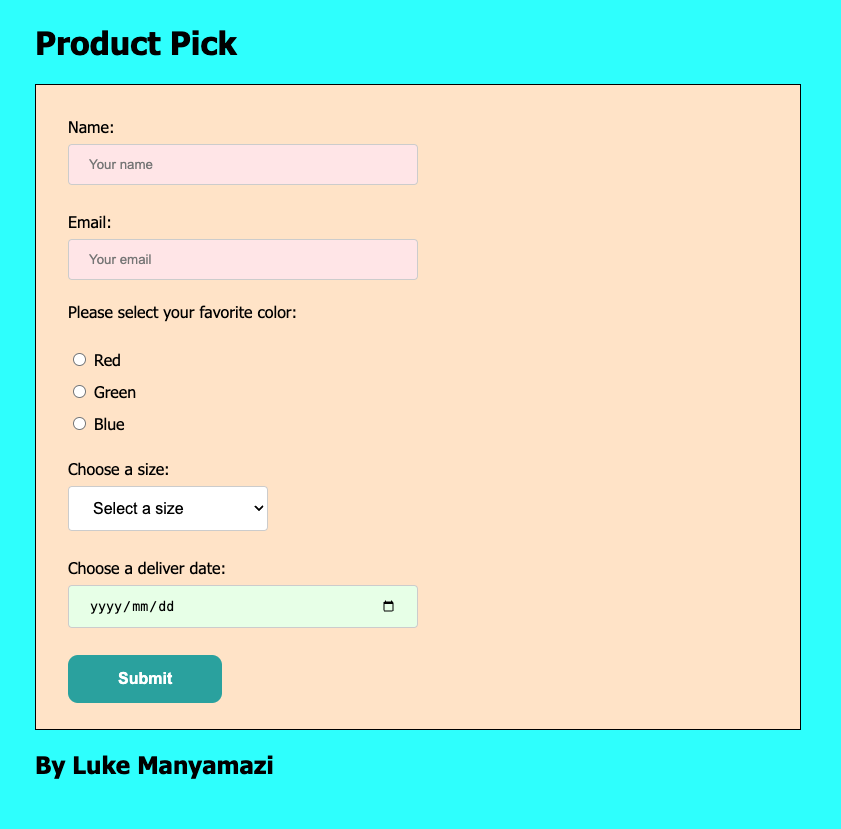 Product Pick
Name:
Your name
Email:
Your email
Please select your favorite color:
Red
Green
Blue
Choose a size:
Select a size
Choose a deliver date:
yyyy/mm/dd
Submit
By Luke Manyamazi